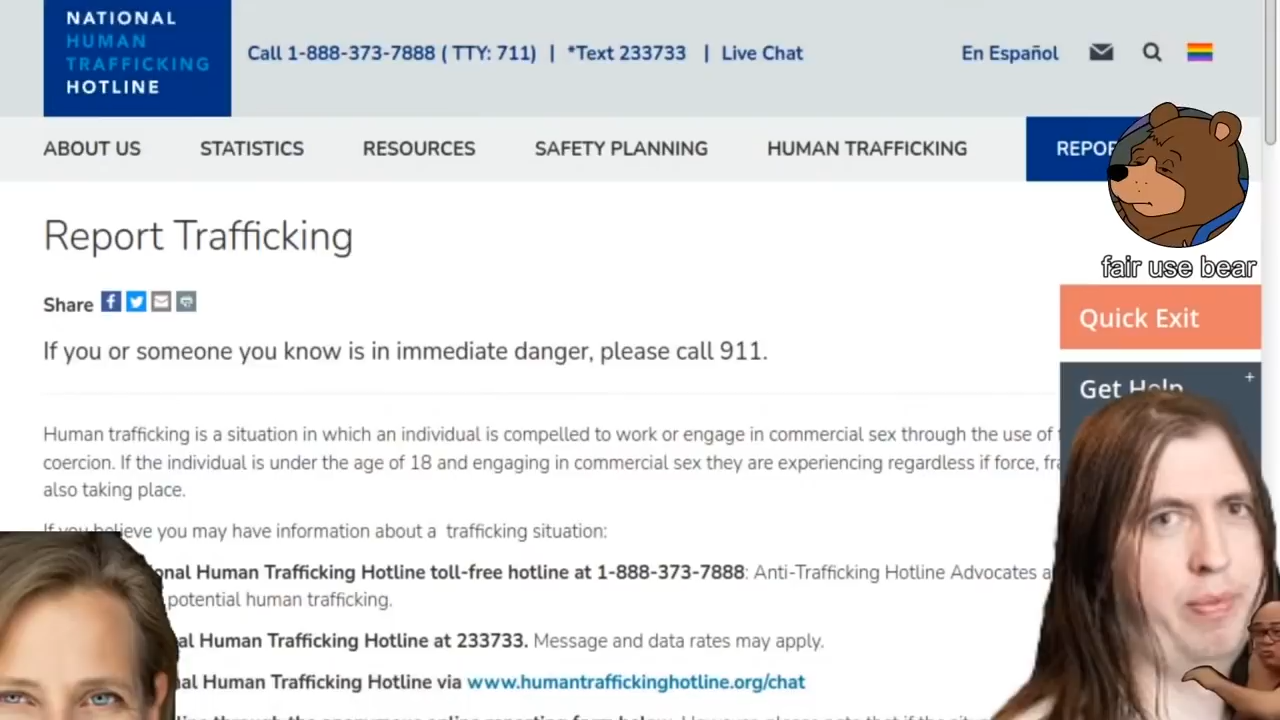 NATIONAL
HUMAN
TRAFFICKING
HOTLINE
Call 1-888-373-7888 ( TTY: 711) | *Text 233733 | Live Chat
En Español
ABOUT US STATISTICS RESOURCES SAFETY PLANNING HUMAN TRAFFICKING
fair use bear
Report Trafficking
Share
Quick Exit
If you or someone you know is in immediate danger, please call 911.
Get Help
+
Human trafficking is a situation in which an individual is compelled to work or engage in commercial sex through the use of
coercion. If the individual is under the age of 18 and engaging in commercial sex they are experiencing regardless if force,
also taking place.
If you believe you may have information about a trafficking situation:
Human Trafficking Hotline toll-free hotline at 1-888-373-7888: Anti-Trafficking Hotline Advocates
potential human trafficking.
Human Trafficking Hotline at 233733. Message and data rates may apply.
Human Trafficking Hotline via www.humantraffickinghotline.org/chat